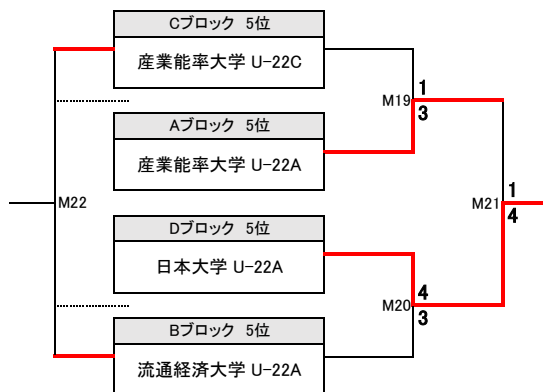 Cブロック 5位
産業能率大学 U-22C
M19
1
3
Aブロック 5位
産業能率大学 U-22A
M22
M21
1
4
Dブロック 5位
日本大学 U-22A
M20
4
3
Bブロック 5位
流通経済大学 U-22A